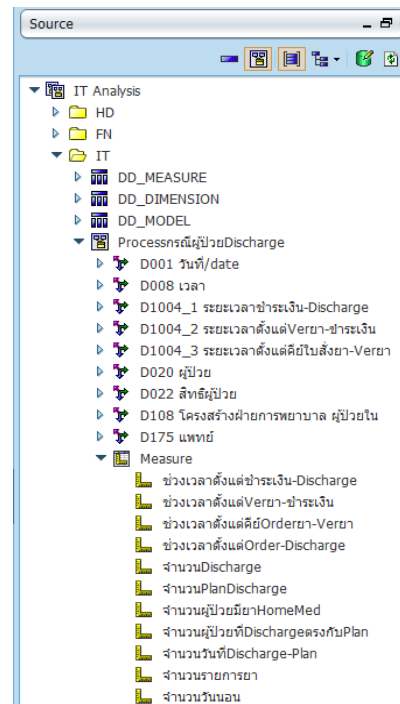 Source
IT Analysis
HD
FN
IT
DD_MEASURE
DD_DIMENSION
DD_MODEL
Processกรณีผู้ป่วยDischarge
D001 วันที่/date
D008 เวลา
D1004_1 ระยะเวลาชำระเงิน-Discharge
D1004_2 ระยะเวลาตั้งแต่Verยา-ชำระเงิน
D1004_3 ระยะเวลาตั้งแต่คีย์ใบสั่งยา-Verยา
D020 ผู้ป่วย
D022 สิทธิผู้ป่วย
D108 โครงสร้างฝ่ายการพยาบาล ผู้ป่วยใน
D175 แพทย์
Measure
ช่วงเวลาตั้งแต่ชำระเงิน-Discharge
ช่วงเวลาตั้งแต่Verยา-ชำระเงิน
ช่วงเวลาตั้งแต่คีย์Orderยา-Verยา
ช่วงเวลาตั้งแต่Order-Discharge
จำนวนDischarge
จำนวนPlanDischarge
จำนวนผู้ป่วยมียาHomeMed
จำนวนผู้ป่วยที่DischargeตรงกับPlan
จำนวนวันที่Discharge-Plan
จำนวนรายการยา
จำนวนวันนอน